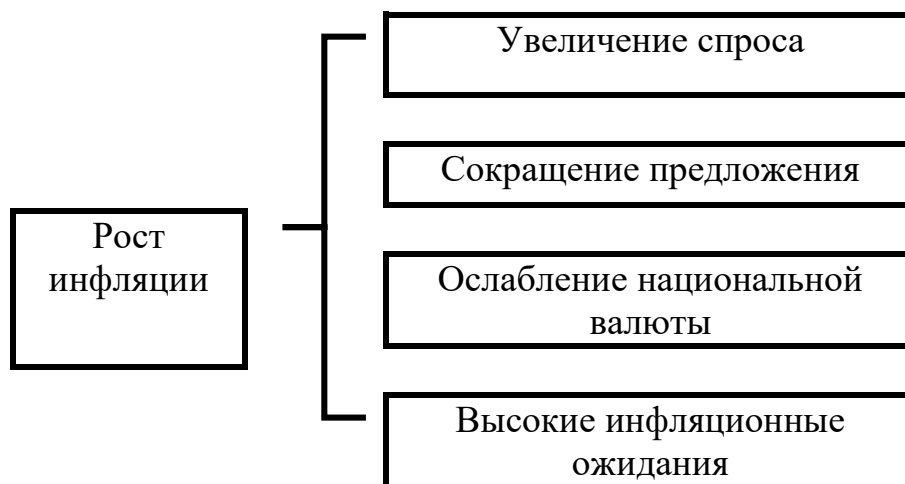 Увеличение спроса
Сокращение предложения
Рост
инфляции
Ослабление национальной
валюты
Высокие инфляционные
ожидания